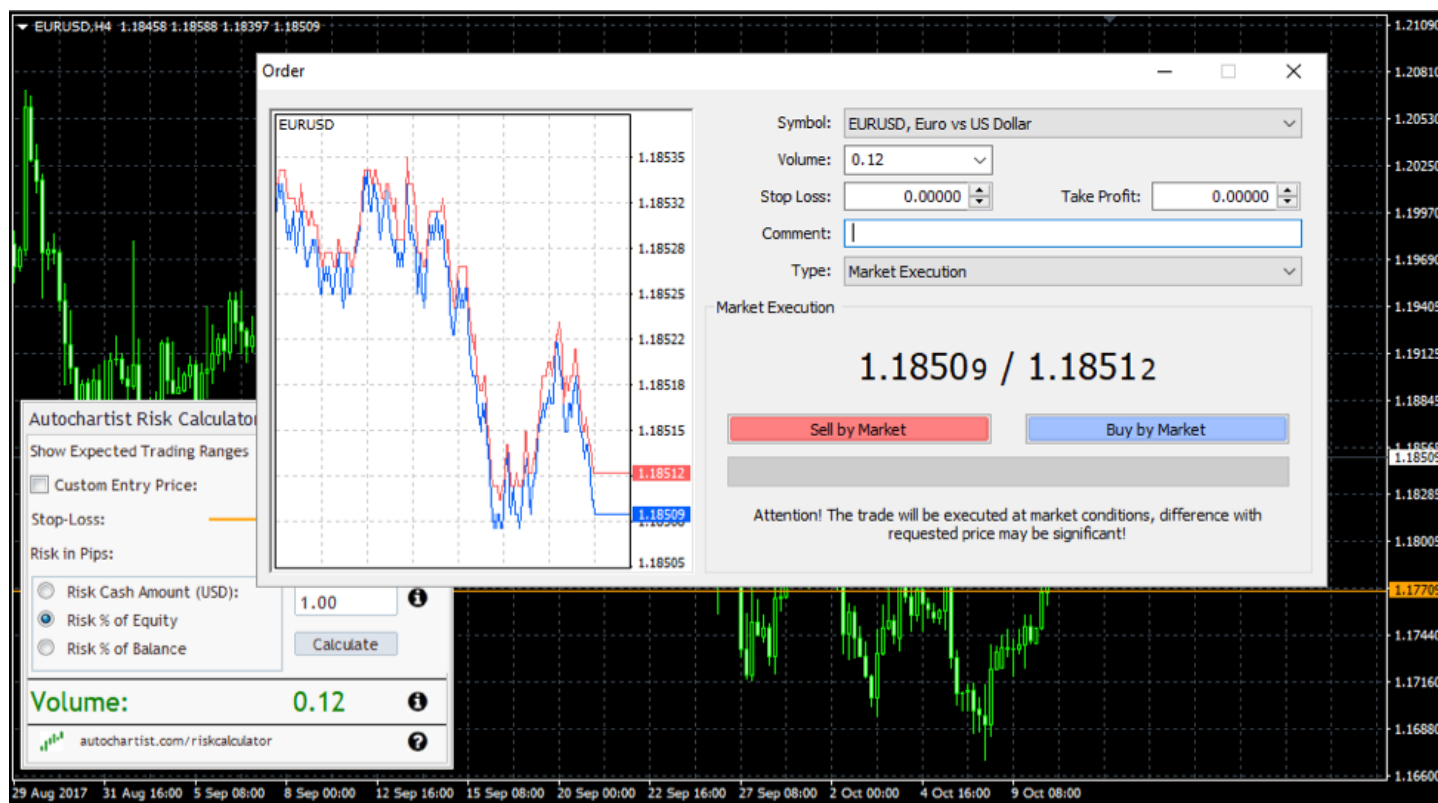 EURUSD,H4 1.18458 1.18588 1.18397 1.18509
Order
EURUSD
1.18535
1.18532
1.18528
1.18525
1.18522
1.18518
1.18515
1.18512
1.18509
1.18505
Symbol: EURUSD, Euro vs US Dollar
Volume: 0.12
Stop Loss: 0.00000 Take Profit: 0.00000
Comment:
Type: Market Execution
Market Execution
1.18509 / 1.18512
Sell by Market Buy by Market
Attention! The trade will be executed at market conditions, difference with
requested price may be significant!
Autochartist Risk Calculator
Show Expected Trading Ranges
Custom Entry Price:
Stop-Loss:
Risk in Pips:
Risk Cash Amount (USD):
Risk % of Equity
Risk % of Balance
1.00
Calculate
Volume: 0.12
autochartist.com/riskcalculator
1.21090
1.20810
1.20530
1.20250
1.19970
1.19690
1.19405
1.19125
1.18845
1.18565
1.18509
1.18285
1.18005
1.17709
1.17440
1.17160
1.16880
1.16600
29 Aug 2017 31 Aug 16:00 5 Sep 08:00 8 Sep 00:00 12 Sep 16:00 15 Sep 08:00 20 Sep 00:00 22 Sep 16:00 27 Sep 08:00 2 Oct 00:00 4 Oct 16:00 9 Oct 08:00